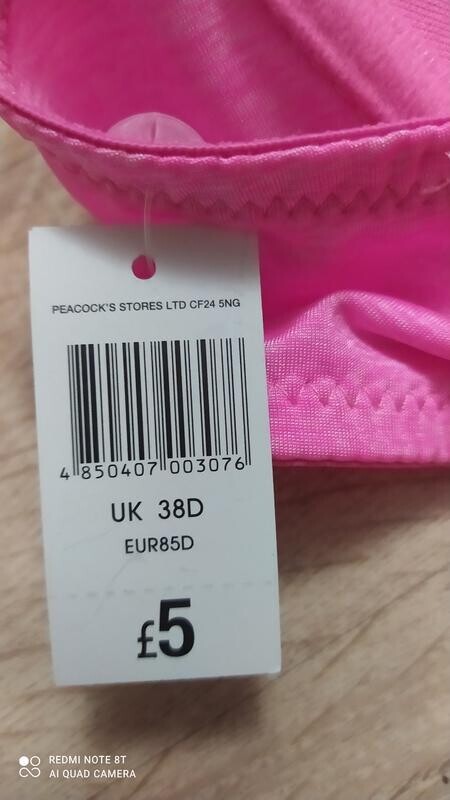 PEACOCK'S STORES LTD CF24 5NG
4 850407 003076
UK 38D
EUR85D
£5
REDMI NOTE 8T
AI QUAD CAMERA